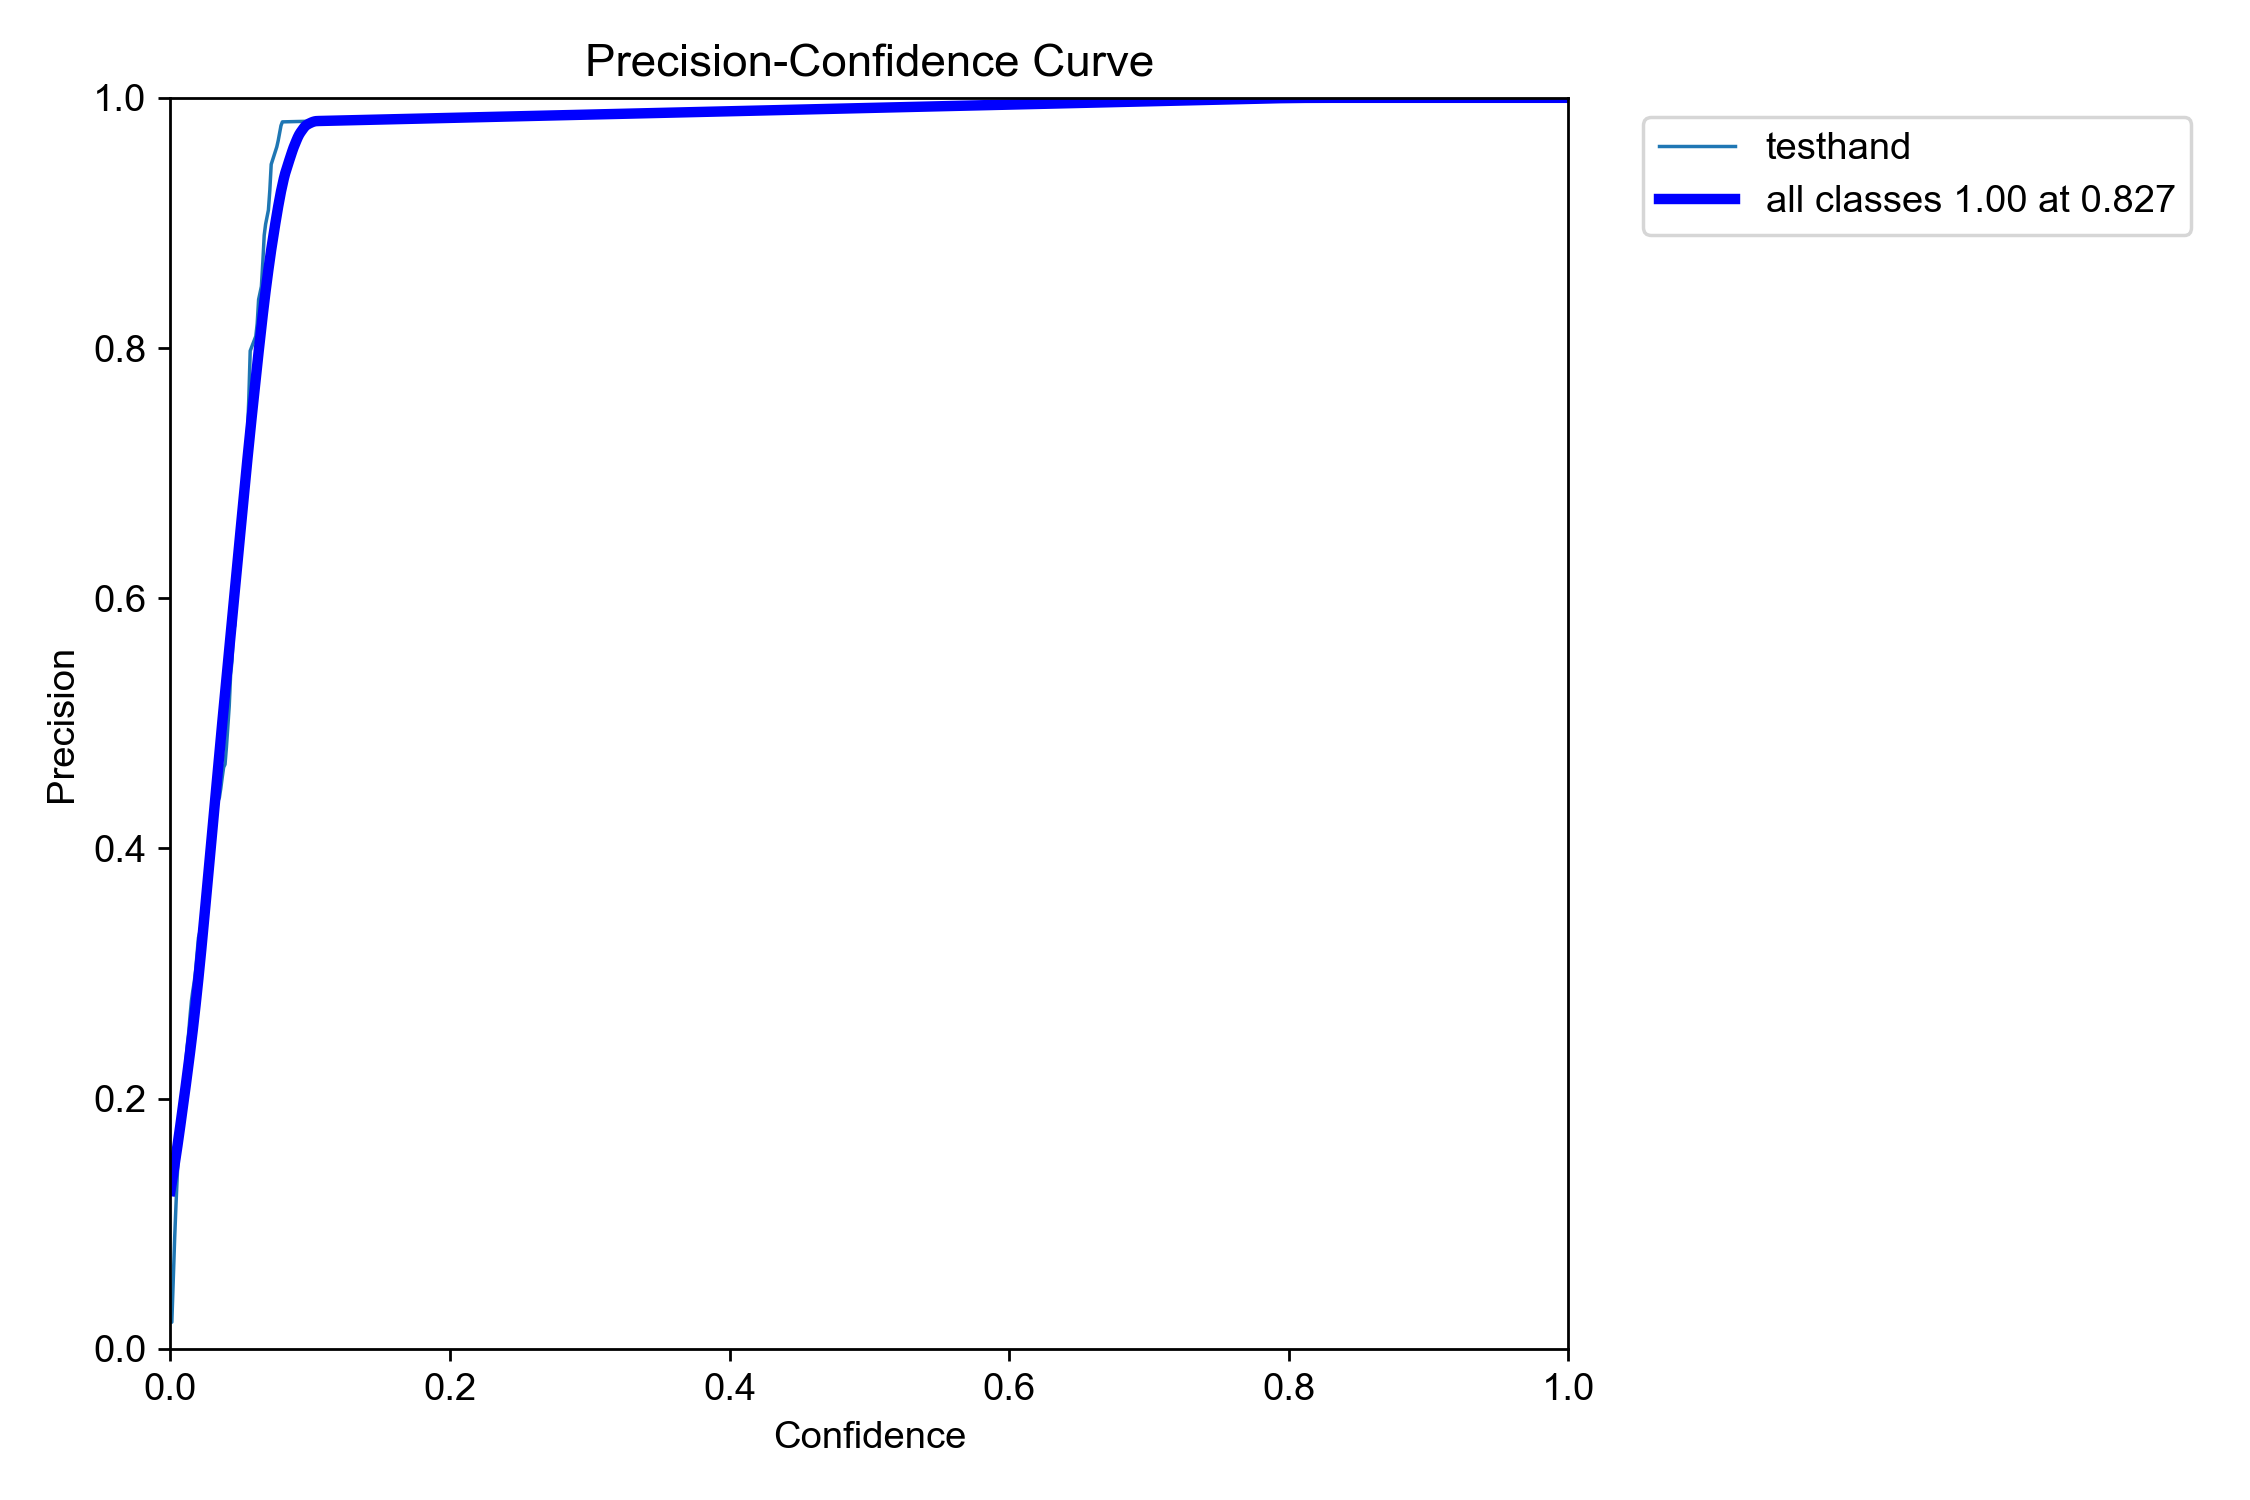 Precision-Confidence Curve
1.0
0.8
0.6
0.4
0.2
0.0
Precision
0.0 0.2 0.4 0.6 0.8 1.0
Confidence
testhand
all classes 1.00 at 0.827